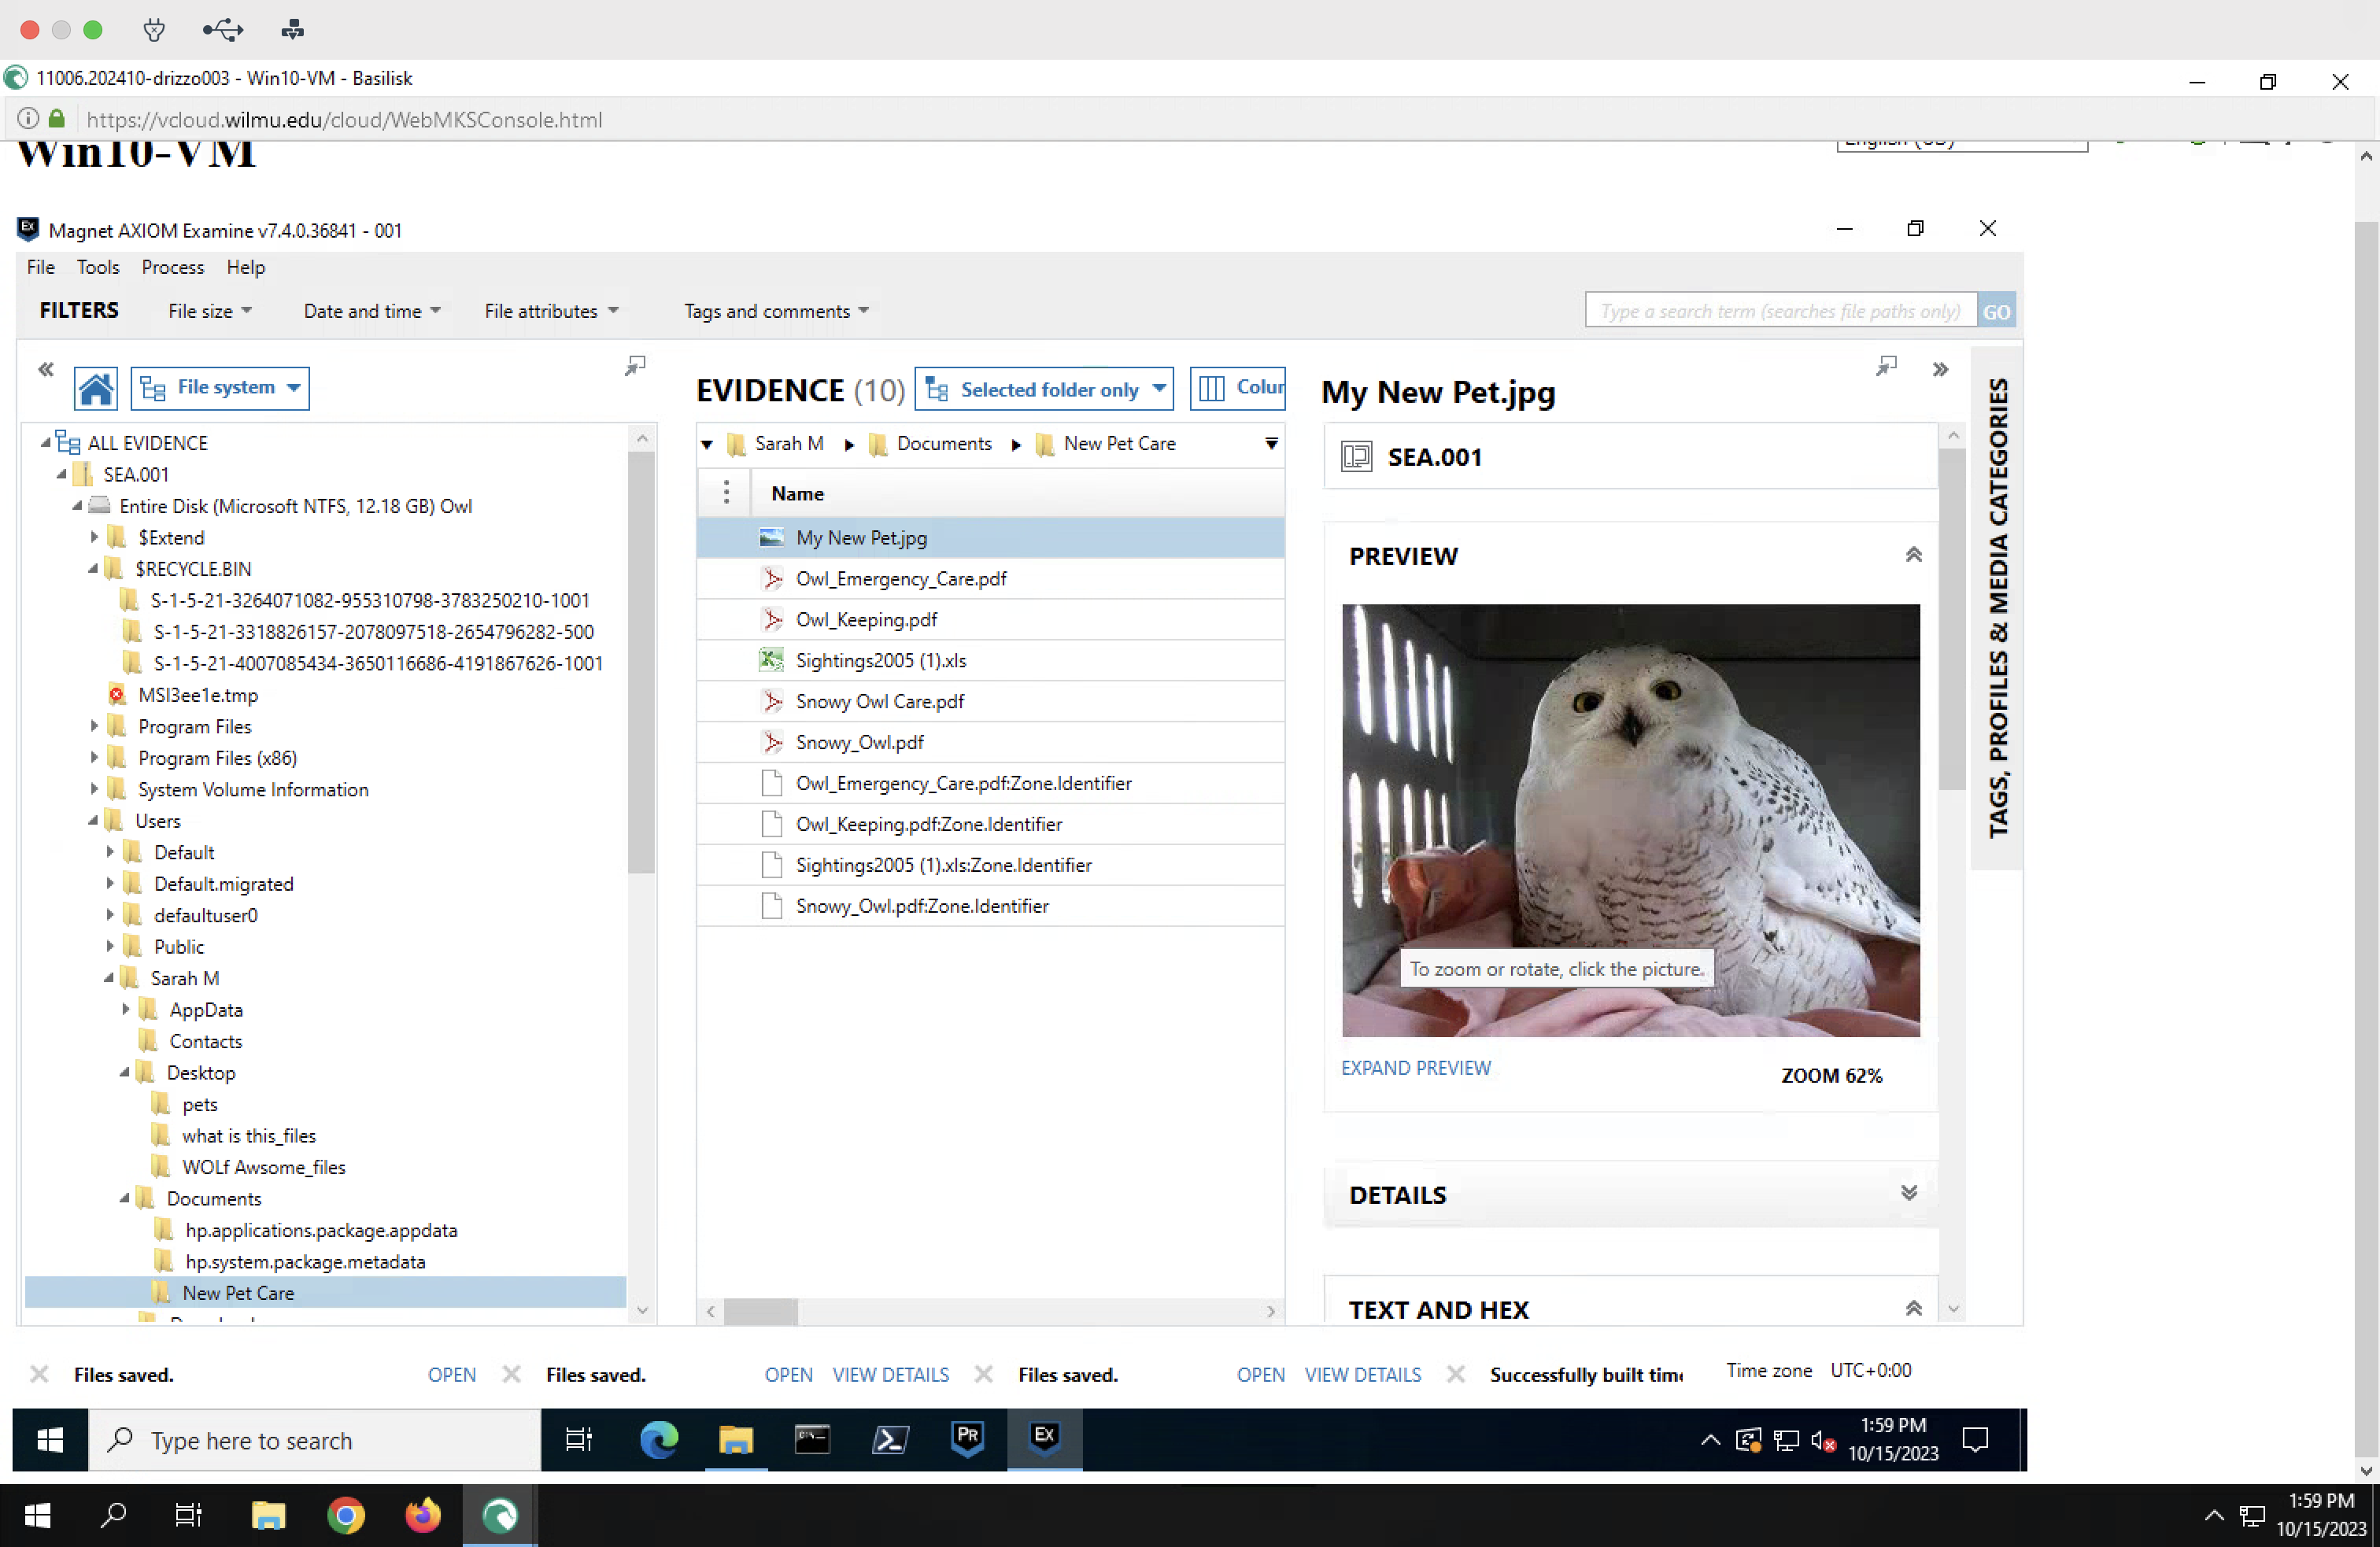 11006.202410-drizzo003 - Win10-VM - Basilisk
https://vcloud.wilmu.edu/cloud/WebMKSConsole.html
Win10-VM
English (US)
Magnet AXIOM Examine v7.4.0.36841 - 001
File Tools Process Help
FILTERS File size Date and time File attributes Tags and comments
Type a search term (searches file paths only) GO
File system
ALL EVIDENCE
SEA.001
Entire Disk (Microsoft NTFS, 12.18 GB) Owl
$Extend
$RECYCLE.BIN
S-1-5-21-3264071082-955310798-3783250210-1001
S-1-5-21-3318826157-2078097518-2654796282-500
S-1-5-21-4007085434-3650116686-4191867626-1001
MSI3ee1e.tmp
Program Files
Program Files (x86)
System Volume Information
Users
Default
Default.migrated
defaultuser0
Public
Sarah M
AppData
Contacts
Desktop
pets
what is this_files
WOLf Awsome_files
Documents
hp.applications.package.appdata
hp.system.package.metadata
New Pet Care
EVIDENCE (10) Selected folder only Colur
Sarah M Documents New Pet Care
Name
My New Pet.jpg
Owl_Emergency_Care.pdf
Owl_Keeping.pdf
Sightings2005 (1).xls
Snowy Owl Care.pdf
Snowy_Owl.pdf
Owl_Emergency_Care.pdf:Zone.Identifier
Owl_Keeping.pdf:Zone.Identifier
Sightings2005 (1).xls:Zone.Identifier
Snowy_Owl.pdf:Zone.Identifier
My New Pet.jpg
SEA.001
PREVIEW
To zoom or rotate, click the picture.
EXPAND PREVIEW ZOOM 62%
DETAILS
TEXT AND HEX
TAGS, PROFILES & MEDIA CATEGORIES
Files saved. OPEN Files saved. OPEN VIEW DETAILS Files saved. OPEN VIEW DETAILS Successfully built time Time zone UTC+0:00
Type here to search
PR
EX
1:59 PM
10/15/2023
1:59 PM
10/15/2023